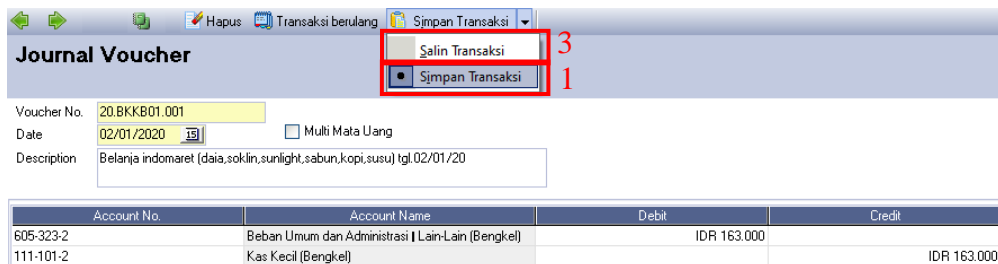 Hapus Transaksi berulang Simpan Transaksi
Salin Transaksi 3
Journal Voucher
Simpan Transaksi 1
Voucher No. 20.BKKB01.001
Date 02/01/2020 15 Multi Mata Uang
Description Belanja indomaret (daia,soklin,sunlight,sabun,kopi,susu) tgl.02/01/20
Account No. Account Name Debit Credit
605-323-2 Beban Umum dan Administrasi | Lain-Lain (Bengkel) IDR 163.000
111-101-2 Kas Kecil (Bengkel) IDR 163.000